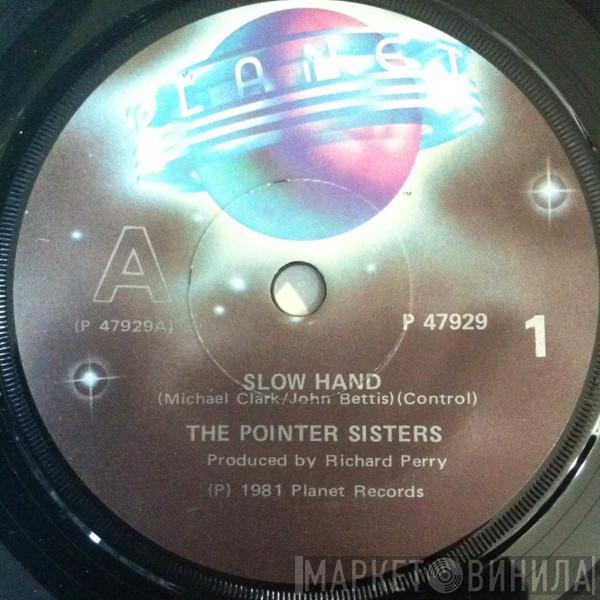 PLANET
™
A
(P 47929A)
P 47929
1
SLOW HAND
(Michael Clark/John Bettis)(Control)
THE POINTER SISTERS
Produced by Richard Perry
(P) 1981 Planet Records
МАРКЕТ ВИНИЛА